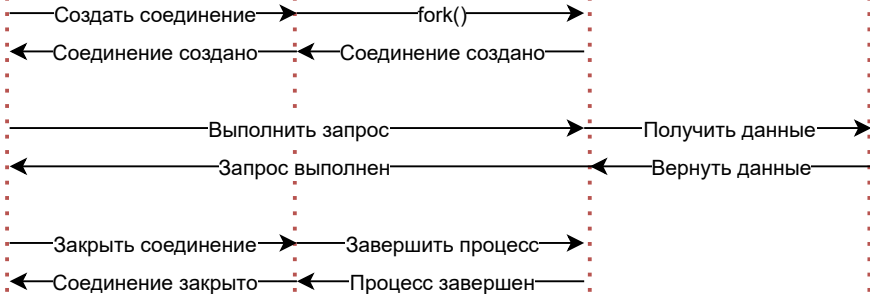 Создать соединение fork()
Соединение создано Соединение создано
Выполнить запрос Получить данные
Запрос выполнен Вернуть данные
Закрыть соединение Завершить процесс
Соединение закрыто Процесс завершен